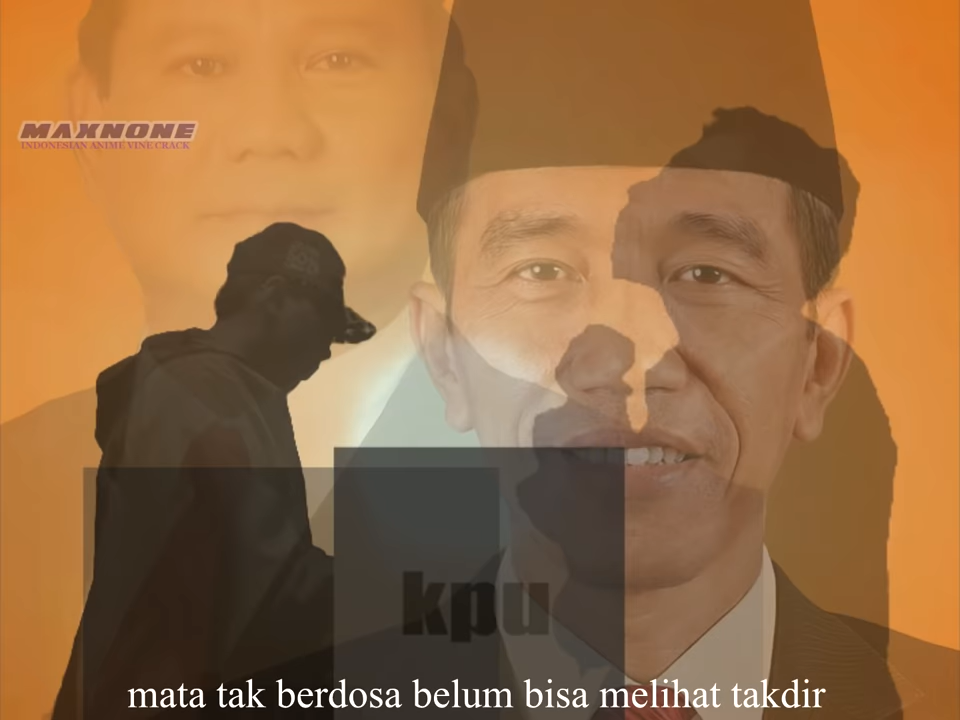 MAXNONE
INDONESIAN ANIME VINE CRACK
kpu
mata tak berdosa belum bisa melihat takdir